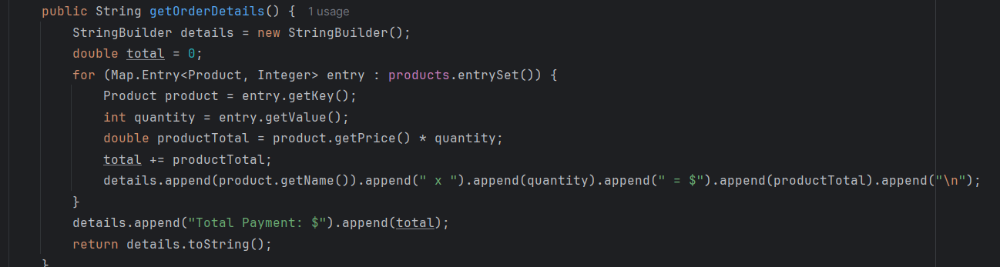 public String getOrderDetails() { 1 usage
StringBuilder details = new StringBuilder();
double total = 0;
for (Map.Entry<Product, Integer> entry : products.entrySet()) {
Product product = entry.getKey();
int quantity = entry.getValue();
double productTotal = product.getPrice() * quantity;
total += productTotal;
details.append(product.getName()).append(" x ").append(quantity).append(" = $").append(productTotal).append("\n");
}
details.append("Total Payment: $").append(total);
return details.toString();
}